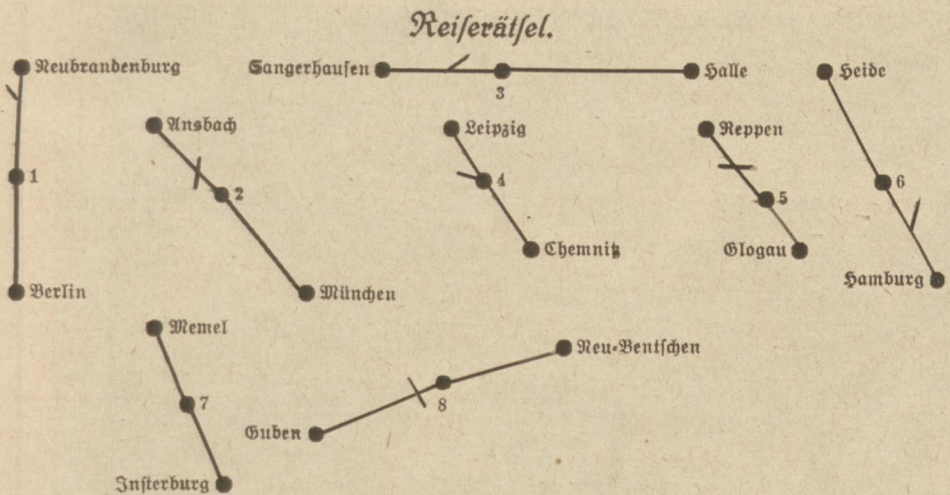 Reiserätsel.
Neubrandenburg
Sangerhausen
Halle
Heide
3
Ansbach
Leipzig
Reppen
1
2
4
5
6
Chemnitz
Glogau
Berlin
München
Hamburg
Memel
Neu-Bentschen
7
8
Guben
Insterburg